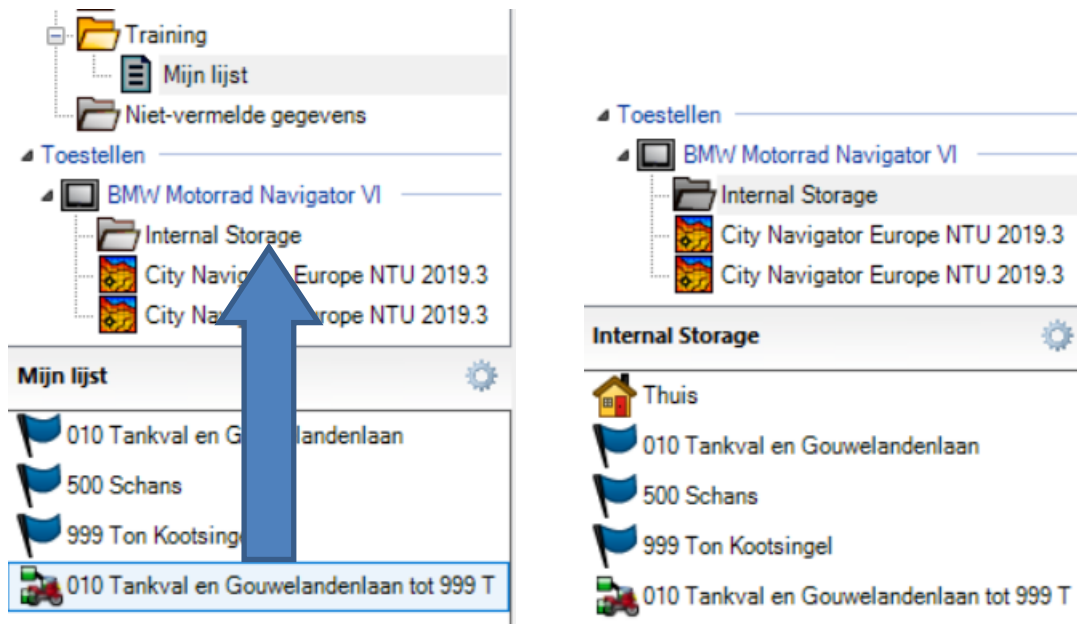 Training
Mijn lijst
Niet-vermelde gegevens
Toestellen
BMW Motorrad Navigator VI
Internal Storage
City Navig Europe NTU 2019.3
City Na urope NTU 2019.3
Mijn lijst
010 Tankval en G landenlaan
500 Schans
999 Ton Kootsing
010 Tankval en Gouwelandenlaan tot 999 T
Toestellen
BMW Motorrad Navigator VI
Internal Storage
City Navigator Europe NTU 2019.3
City Navigator Europe NTU 2019.3
Internal Storage
Thuis
010 Tankval en Gouwelandenlaan
500 Schans
999 Ton Kootsingel
010 Tankval en Gouwelandenlaan tot 999 T